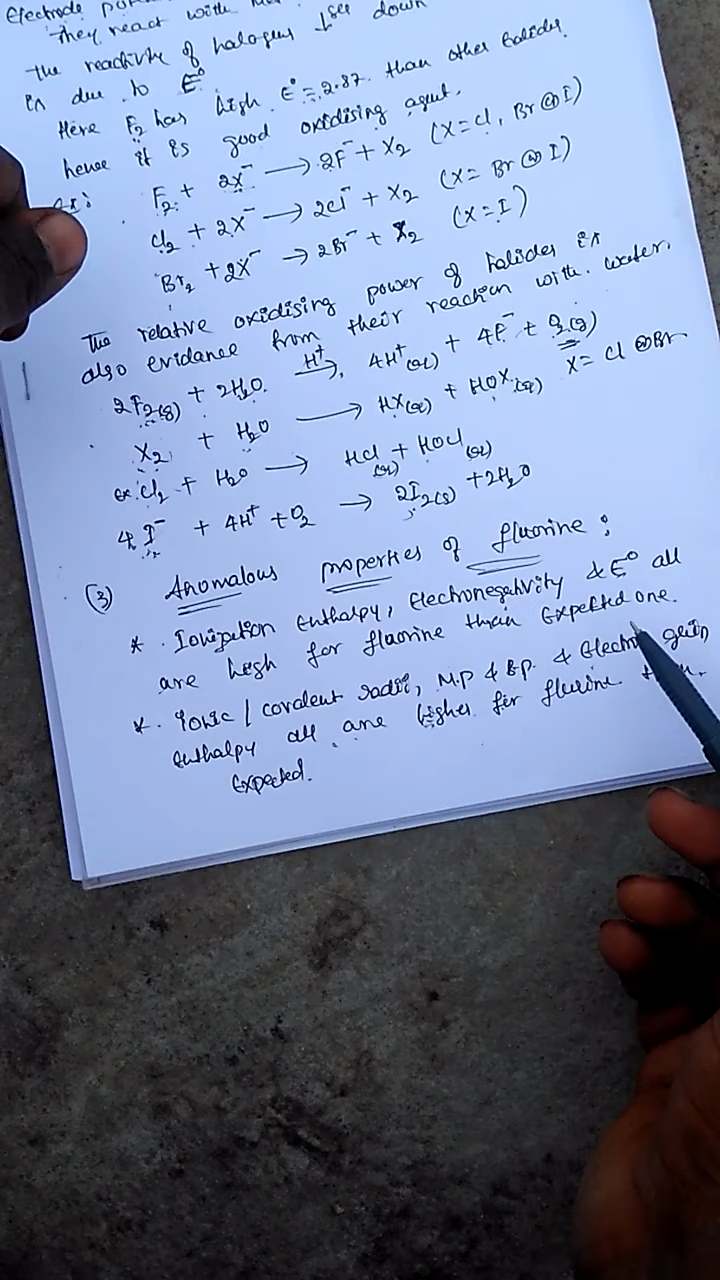 Electrode
They react with
The reactivity of halogens ↓ses down
in due to E°
Here F₂ has high E° = 2.87. than other halides
hence it is good oxidising agent.
ex: F₂ + 2X⁻ → 2F⁻ + X₂ (X = Cl, Br (or) I)
Cl₂ + 2X⁻ → 2Cl⁻ + X₂ (X = Br (or) I)
Br₂ + 2X⁻ → 2Br⁻ + X₂ (X = I)
The relative oxidising power of halides is
also evidance from their reaction with. water.
2F₂(g) + 2H₂O. H⁺→ 4H⁺(aq) + 4F⁻ + O₂(g)
X₂ + H₂O → HX(aq) + HOX(aq) X = Cl (or) Br
ex: Cl₂ + H₂O → HCl(aq) + HOCl(aq)
4I⁻ + 4H⁺ + O₂ → 2I₂(s) + 2H₂O
(3) Anomalous properties of fluorine:
* . Ionization Enthalpy, Electronegativity & E° all
are high for fluorine than Expected one.
* . Ionic / covalent radii, M.P & B.P. & Electron gain
enthalpy all are higher for flurine
Expected.